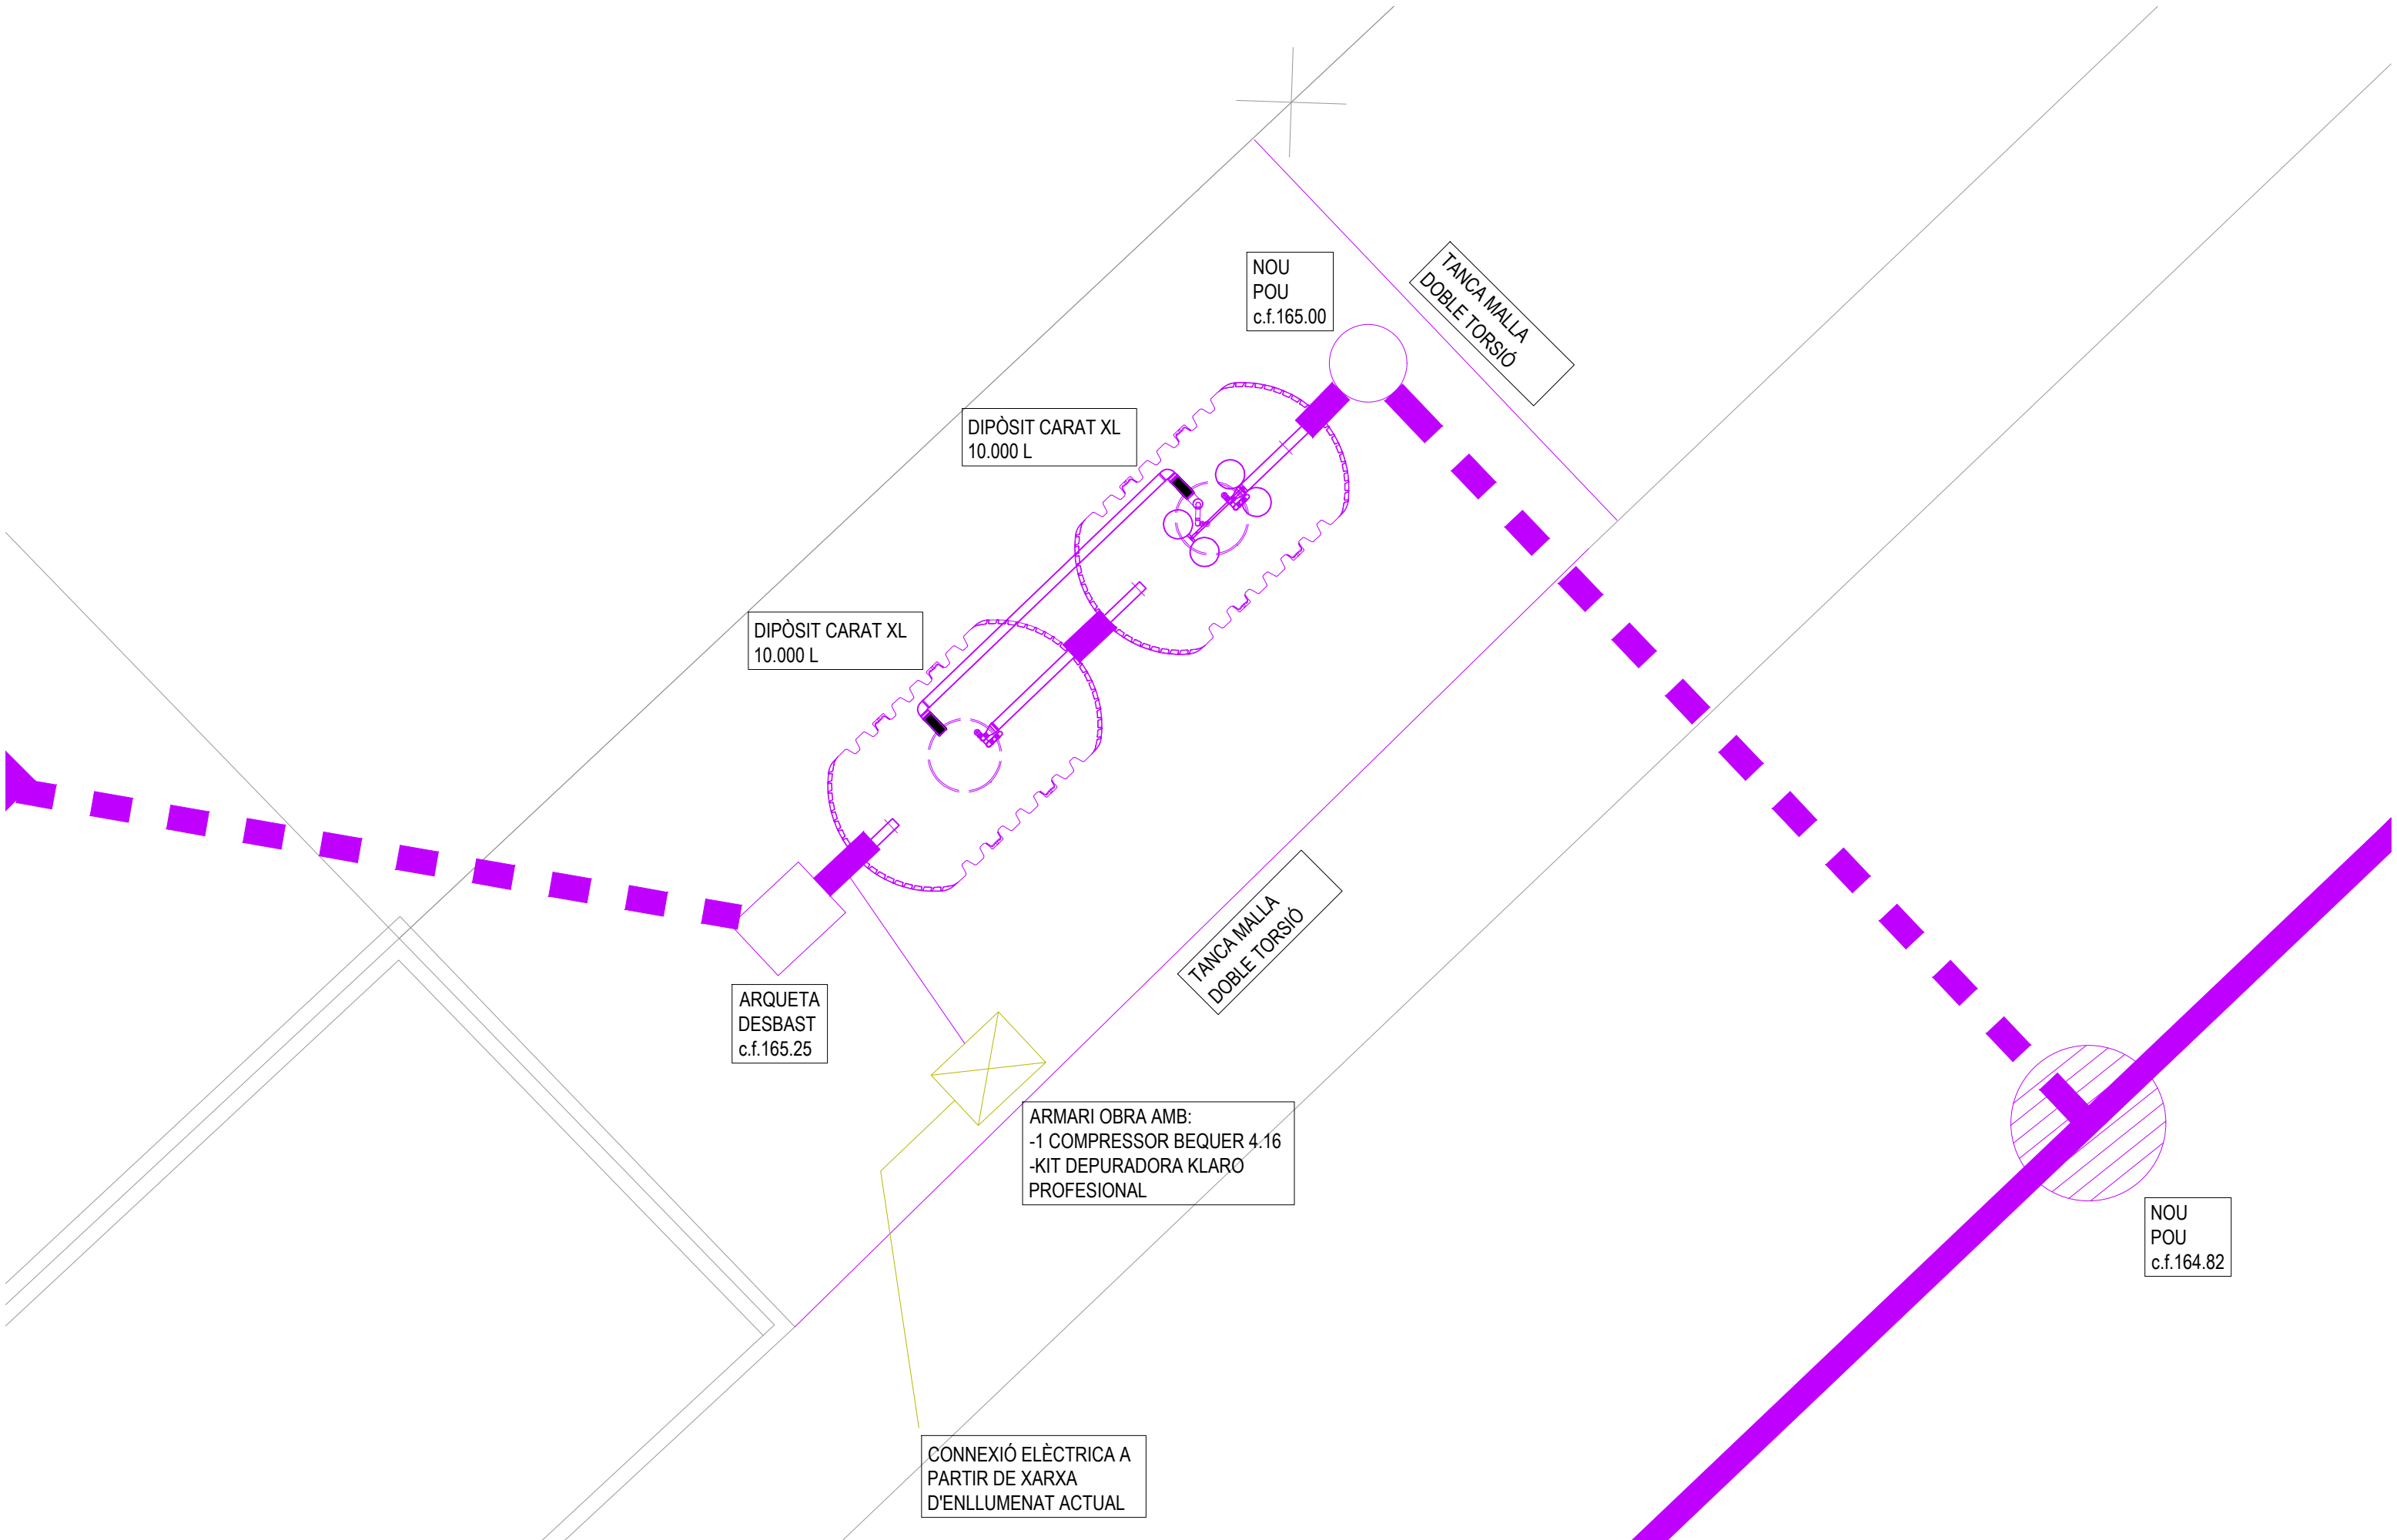 NOU
POU
c.f.165.00
TANCA MALLA
DOBLE TORSIÓ
DIPÒSIT CARAT XL
10.000 L
DIPÒSIT CARAT XL
10.000 L
TANCA MALLA
DOBLE TORSIÓ
ARQUETA
DESBAST
c.f.165.25
ARMARI OBRA AMB:
-1 COMPRESSOR BEQUER 4.16
-KIT DEPURADORA KLARO
PROFESIONAL
NOU
POU
c.f.164.82
CONNEXIÓ ELÈCTRICA A
PARTIR DE XARXA
D'ENLLUMENAT ACTUAL